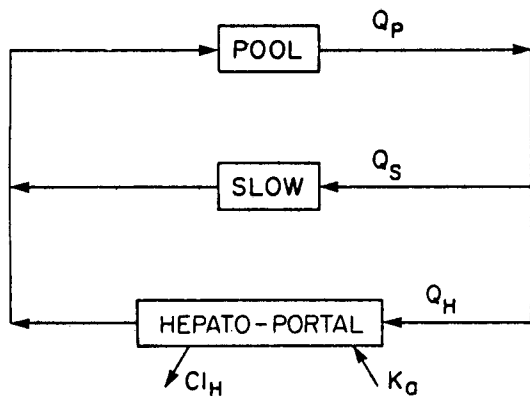 POOL
Q_P
SLOW
Q_S
HEPATO-PORTAL
Q_H
Cl_H
K_a